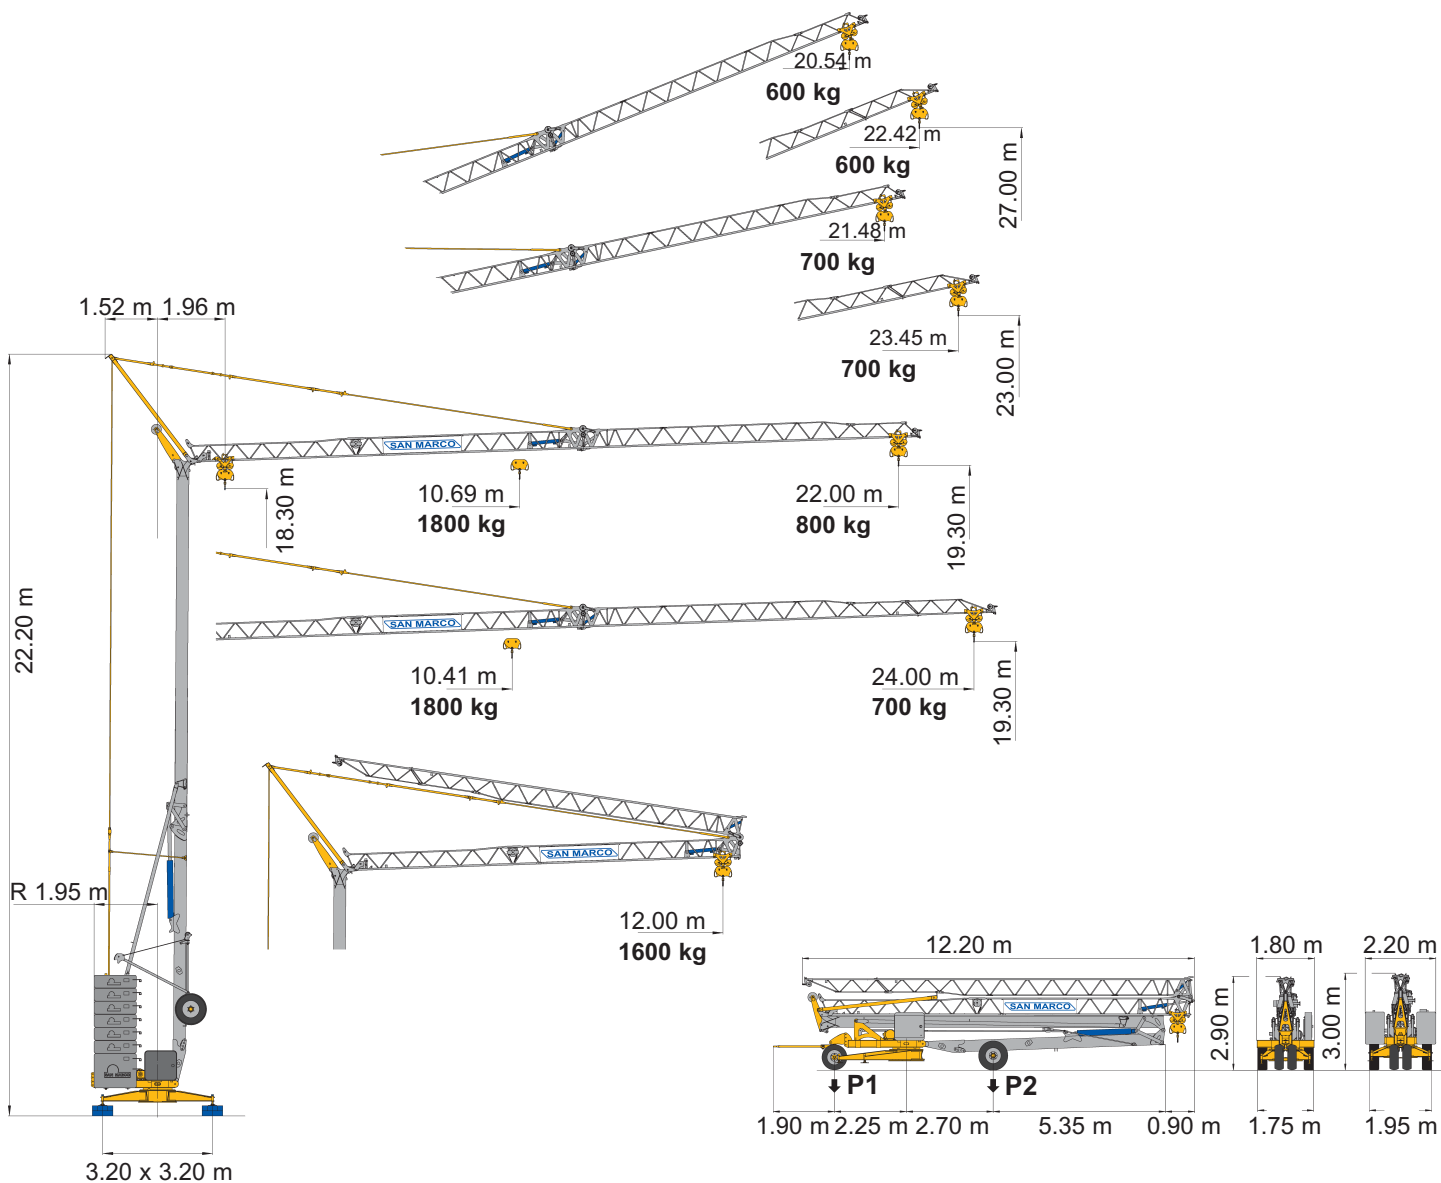 20.54 m
600 kg
22.42 m
600 kg
27.00 m
21.48 m
700 kg
23.45 m
700 kg
23.00 m
1.52 m
1.96 m
SAN MARCO
18.30 m
10.69 m
1800 kg
22.00 m
800 kg
19.30 m
22.20 m
SAN MARCO
10.41 m
1800 kg
24.00 m
700 kg
19.30 m
SAN MARCO
R 1.95 m
12.00 m
1600 kg
3.20 x 3.20 m
12.20 m
1.80 m
2.20 m
SAN MARCO
2.90 m
3.00 m
P1
P2
1.90 m
2.25 m
2.70 m
5.35 m
0.90 m
1.75 m
1.95 m